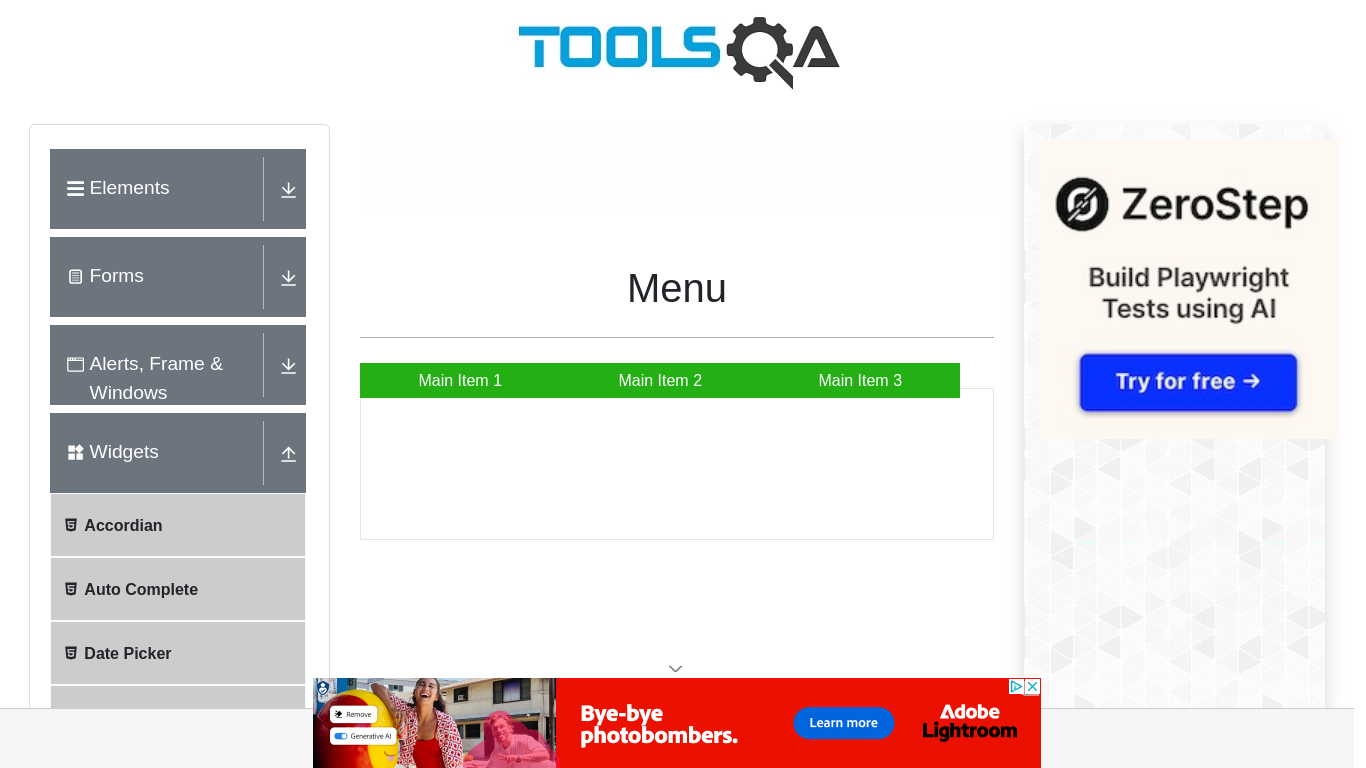 TOOLSQA
Elements
Forms
Alerts, Frame &
Windows
Widgets
Accordian
Auto Complete
Date Picker
Menu
Main Item 1
Main Item 2
Main Item 3
ZeroStep
Build Playwright
Tests using AI
Try for free →
Remove
Generative AI
Bye-bye
photobombers.
Learn more
Adobe
Lightroom